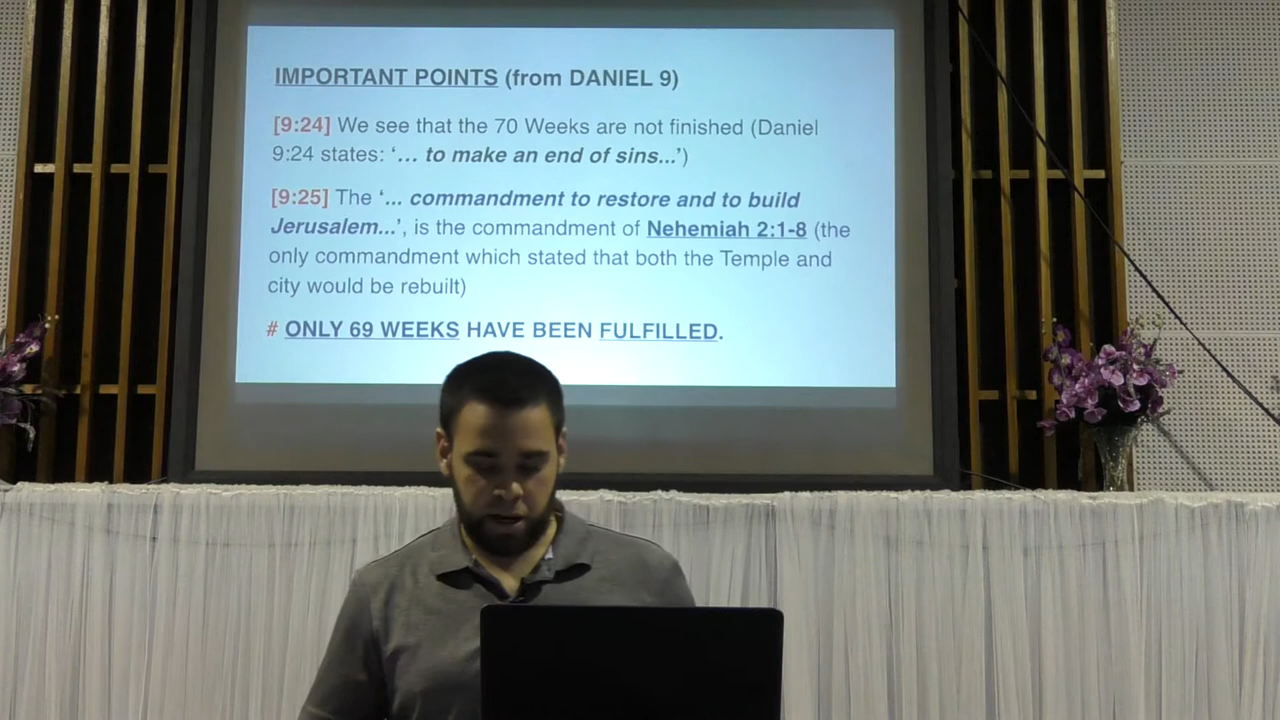 IMPORTANT POINTS (from DANIEL 9)
[9:24] We see that the 70 Weeks are not finished (Daniel
9:24 states: ‘... to make an end of sins...’)
[9:25] The ‘... commandment to restore and to build
Jerusalem...’, is the commandment of Nehemiah 2:1-8 (the
only commandment which stated that both the Temple and
city would be rebuilt)
# ONLY 69 WEEKS HAVE BEEN FULFILLED.